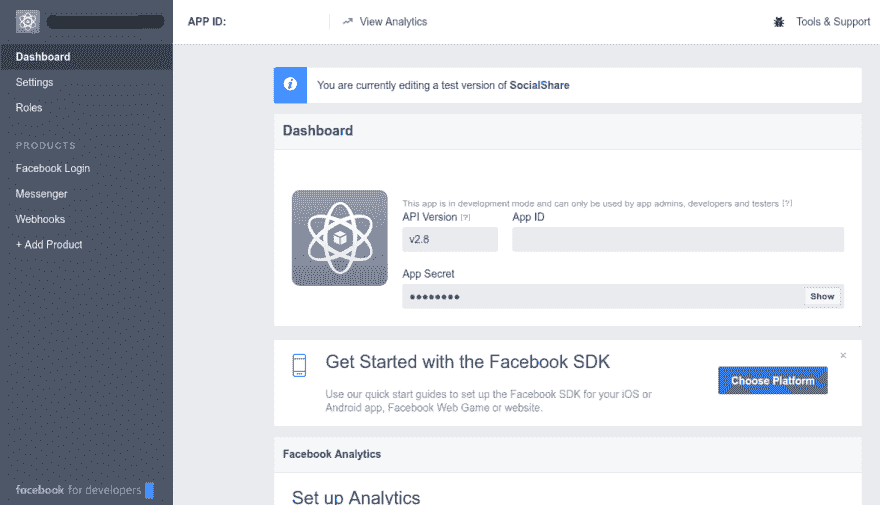 APP ID:
View Analytics
Tools & Support
Dashboard
Settings
Roles
PRODUCTS
Facebook Login
Messenger
Webhooks
+ Add Product
facebook for developers
You are currently editing a test version of SocialShare
Dashboard
This app is in development mode and can only be used by app admins, developers and testers [?]
API Version [?]
App ID
v2.8
App Secret
●●●●●●●●
Show
Get Started with the Facebook SDK
Use our quick start guides to set up the Facebook SDK for your iOS or
Android app, Facebook Web Game or website.
Choose Platform
Facebook Analytics
Set up Analytics